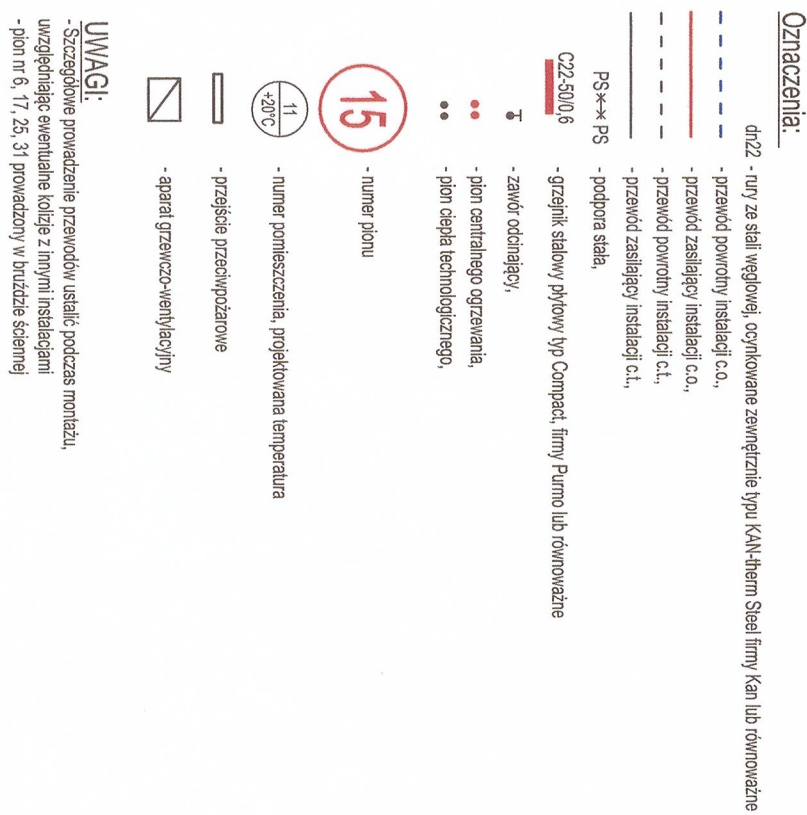 Oznaczenia:
dn22 - rury ze stali węglowej, ocynkowane zewnętrznie typu KAN-therm Steel firmy Kan lub równoważne
- przewód powrotny instalacji c.o.,
- przewód zasilający instalacji c.o.,
- przewód powrotny instalacji c.t.,
- przewód zasilający instalacji c.t.,
PS PS - podpora stała,
C22-50/0,6 - grzejnik stalowy płytowy typ Compact, firmy Purmo lub równoważne
- zawór odcinający,
- pion centralnego ogrzewania,
- pion ciepła technologicznego,
15 - numer pionu
11 +20°C - numer pomieszczenia, projektowana temperatura
- przejście przeciwpożarowe
- aparat grzewczo-wentylacyjny
UWAGI:
- Szczegółowe prowadzenie przewodów ustalić podczas montażu,
uwzględniając ewentualne kolizje z innymi instalacjami
- pion nr 6, 17, 25, 31 prowadzony w bruździe ściennej